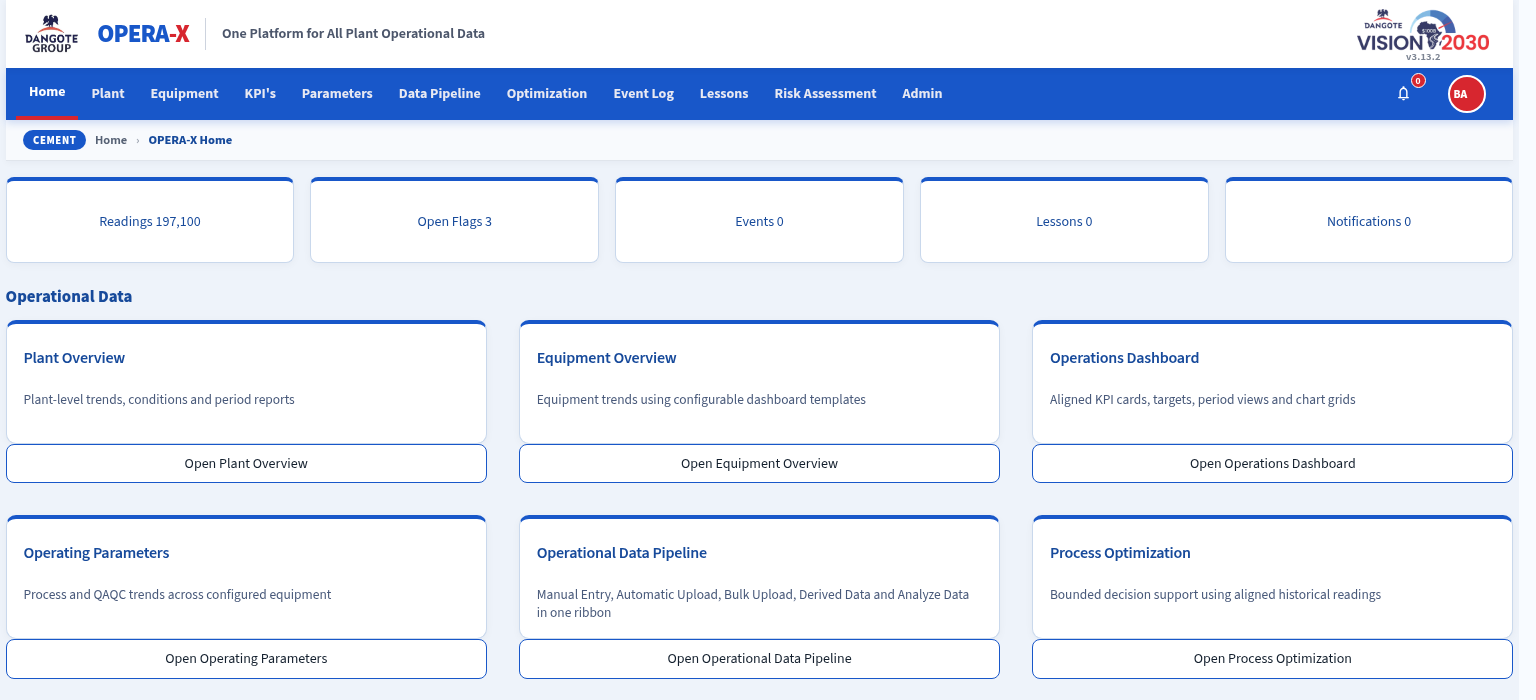 DANGOTE
GROUP
OPERA-X
One Platform for All Plant Operational Data
DANGOTE
VISION 2030
v3.13.2
Home Plant Equipment KPI's Parameters Data Pipeline Optimization Event Log Lessons Risk Assessment Admin
0
BA
CEMENT Home › OPERA-X Home
Readings 197,100
Open Flags 3
Events 0
Lessons 0
Notifications 0
Operational Data
Plant Overview
Plant-level trends, conditions and period reports
Open Plant Overview
Equipment Overview
Equipment trends using configurable dashboard templates
Open Equipment Overview
Operations Dashboard
Aligned KPI cards, targets, period views and chart grids
Open Operations Dashboard
Operating Parameters
Process and QAQC trends across configured equipment
Open Operating Parameters
Operational Data Pipeline
Manual Entry, Automatic Upload, Bulk Upload, Derived Data and Analyze Data
in one ribbon
Open Operational Data Pipeline
Process Optimization
Bounded decision support using aligned historical readings
Open Process Optimization